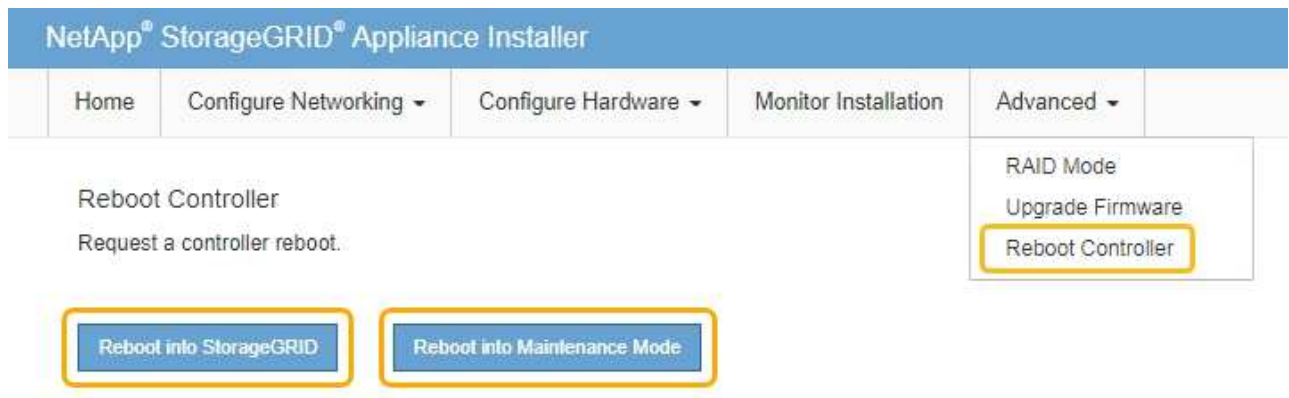 NetApp® StorageGRID® Appliance Installer
Home Configure Networking Configure Hardware Monitor Installation Advanced
RAID Mode
Upgrade Firmware
Reboot Controller
Reboot Controller
Request a controller reboot.
Reboot into StorageGRID Reboot into Maintenance Mode